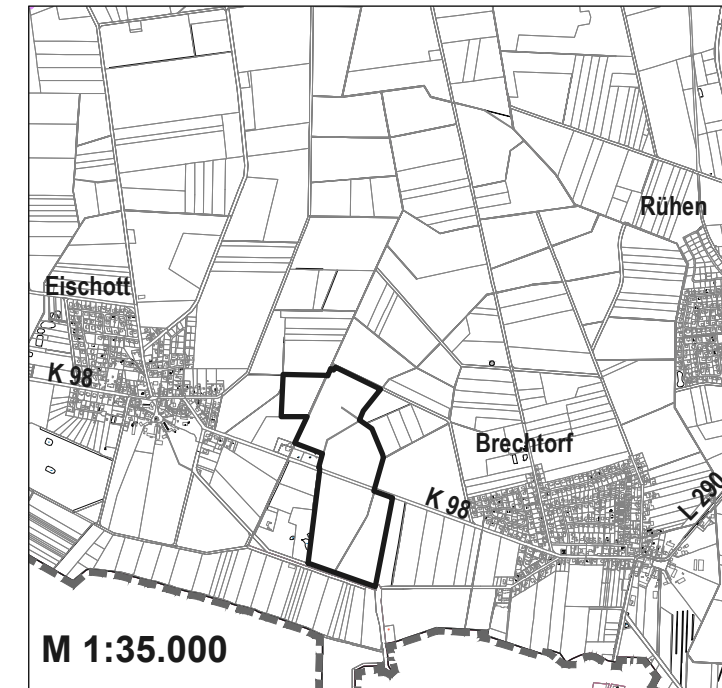 Rühen
Eischott
K 98
Brechtorf
K 98
L 290
M 1:35.000